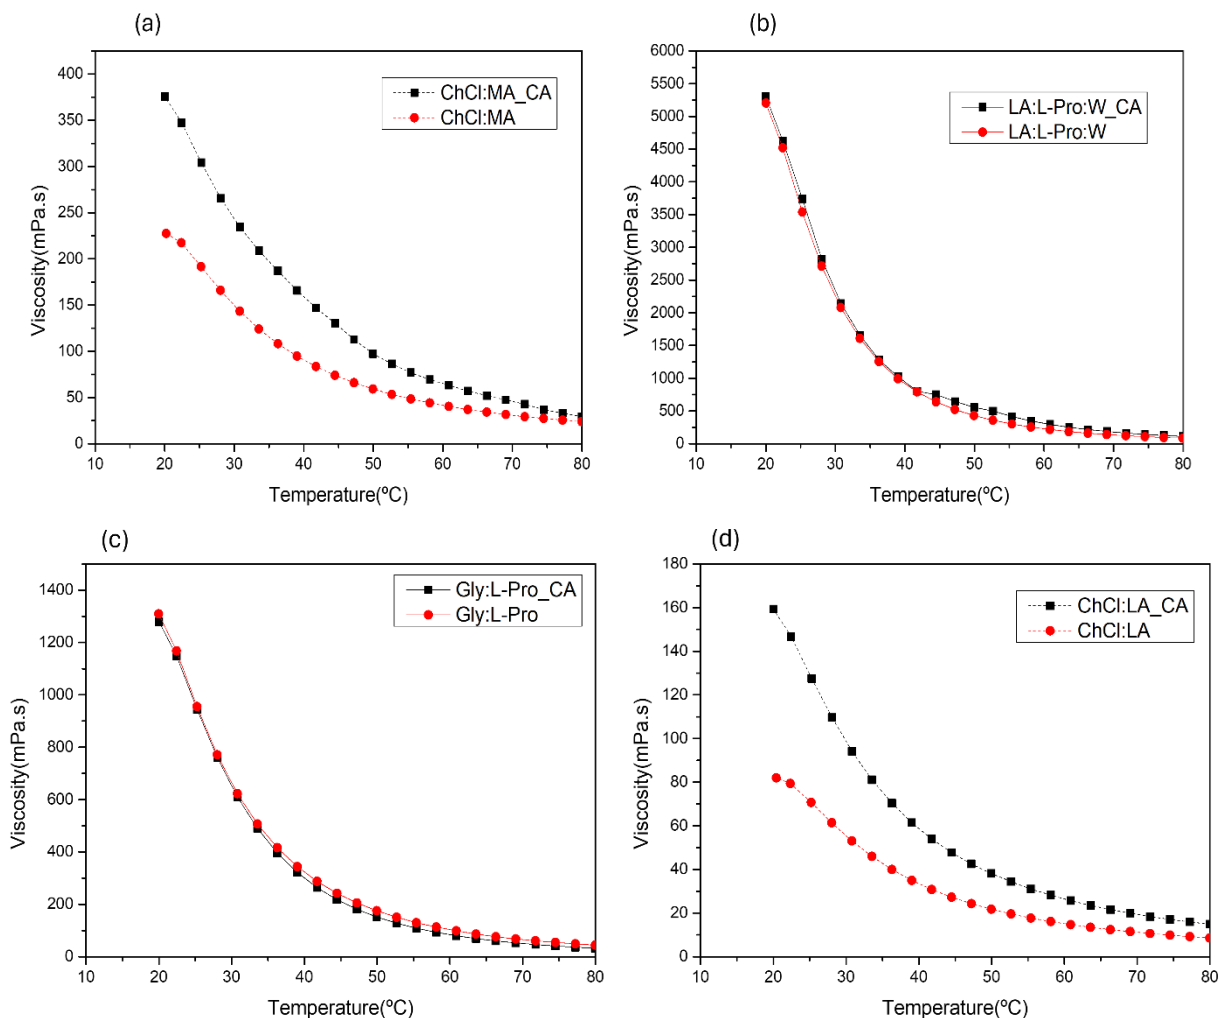 (a)
400
350
300
250
200
150
100
50
0
10 20 30 40 50 60 70 80
Viscosity(mPa.s)
Temperature(ºC)
ChCl:MA_CA
ChCl:MA
(b)
6000
5500
5000
4500
4000
3500
3000
2500
2000
1500
1000
500
0
10 20 30 40 50 60 70 80
Viscosity(mPa.s)
Temperature(ºC)
LA:L-Pro:W_CA
LA:L-Pro:W
(c)
1400
1200
1000
800
600
400
200
0
10 20 30 40 50 60 70 80
Viscosity(mPa.s)
Temperature(ºC)
Gly:L-Pro_CA
Gly:L-Pro
(d)
180
160
140
120
100
80
60
40
20
0
10 20 30 40 50 60 70 80
Viscosity(mPa.s)
Temperature(ºC)
ChCl:LA_CA
ChCl:LA